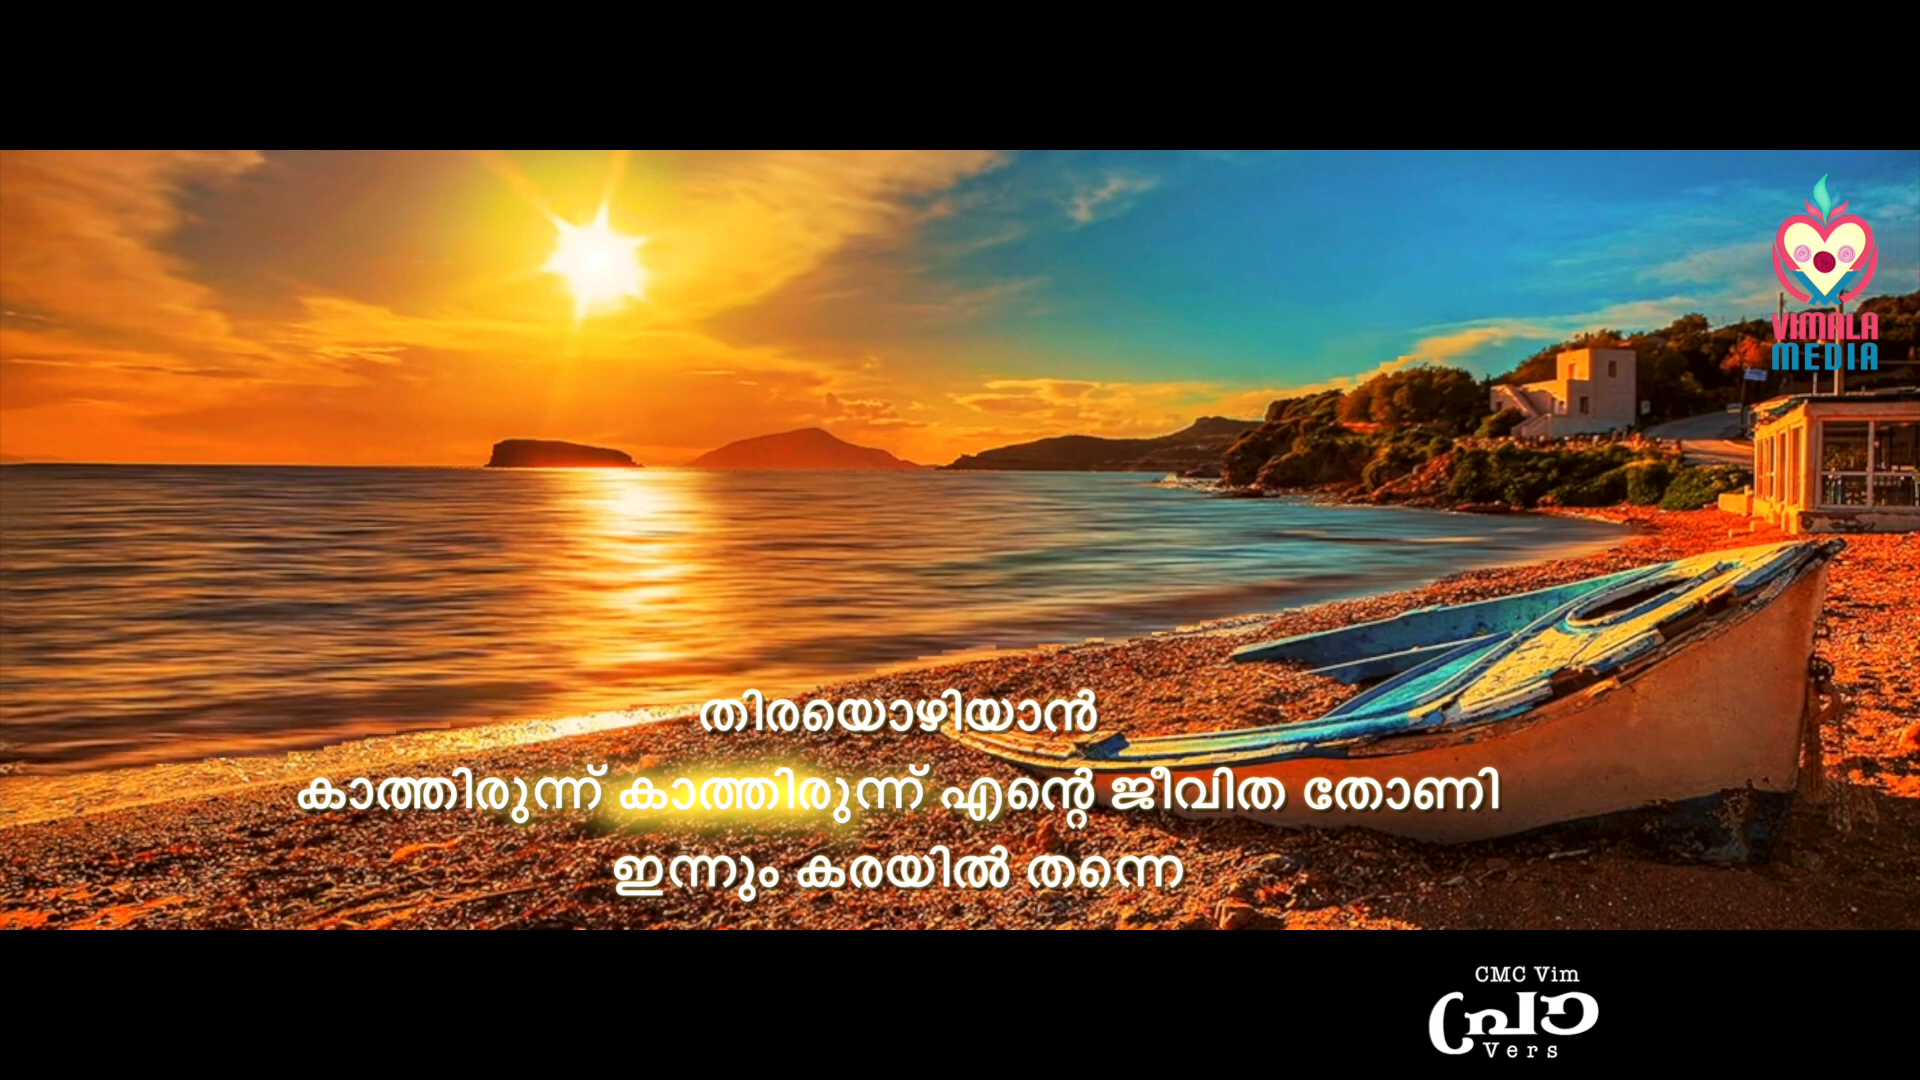 VIMALA
MEDIA
തിരയൊഴിയാൻ
കാത്തിരുന്ന് കാത്തിരുന്ന് എന്റെ ജീവിത തോണി
ഇന്നും കരയിൽ തന്നെ
CMC Vim
പ്രോ
Vers